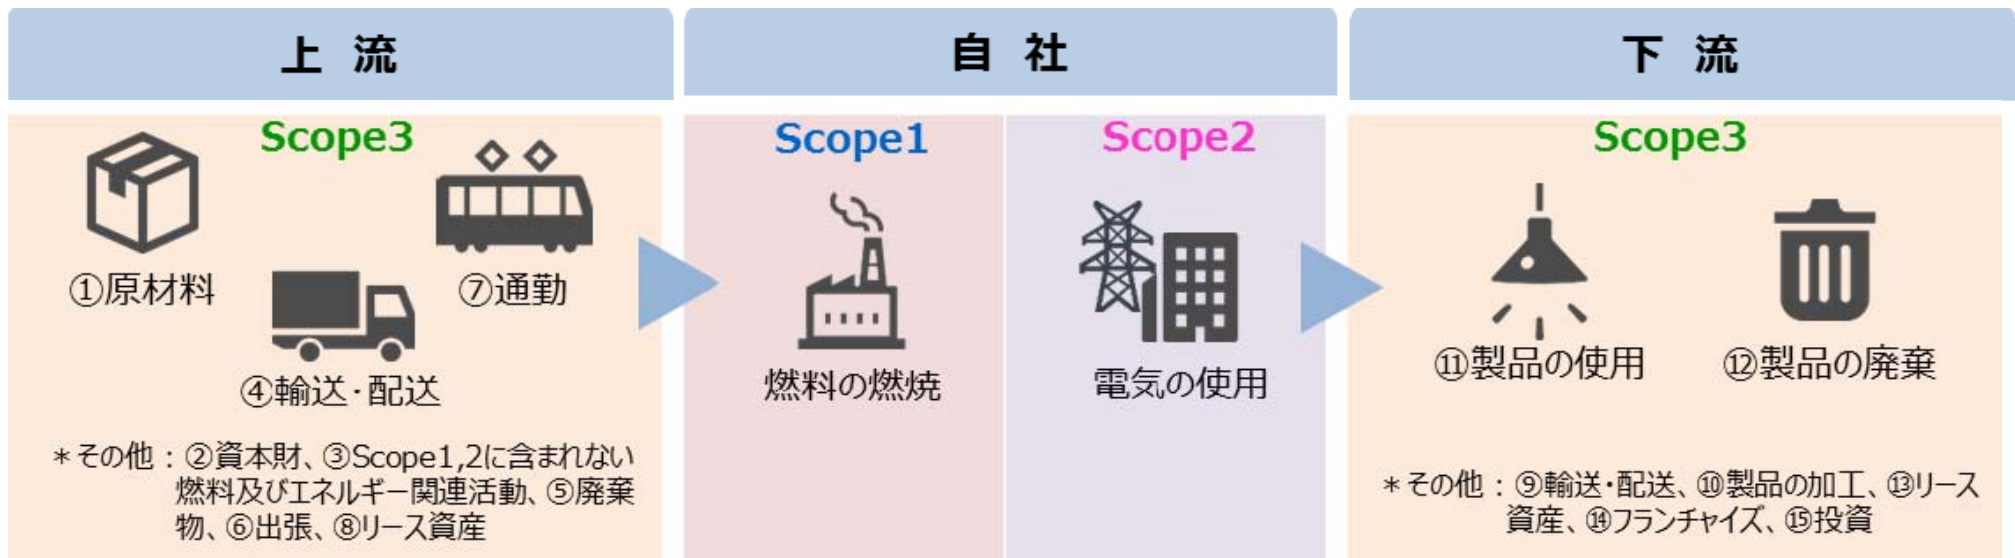 上 流
Scope3
①原材料
⑦通勤
④輸送・配送
＊その他：②資本財、③Scope1,2に含まれない
燃料及びエネルギー関連活動、⑤廃棄
物、⑥出張、⑧リース資産
自 社
Scope1
燃料の燃焼
Scope2
電気の使用
下 流
Scope3
⑪製品の使用
⑫製品の廃棄
＊その他：⑨輸送・配送、⑩製品の加工、⑬リース
資産、⑭フランチャイズ、⑮投資